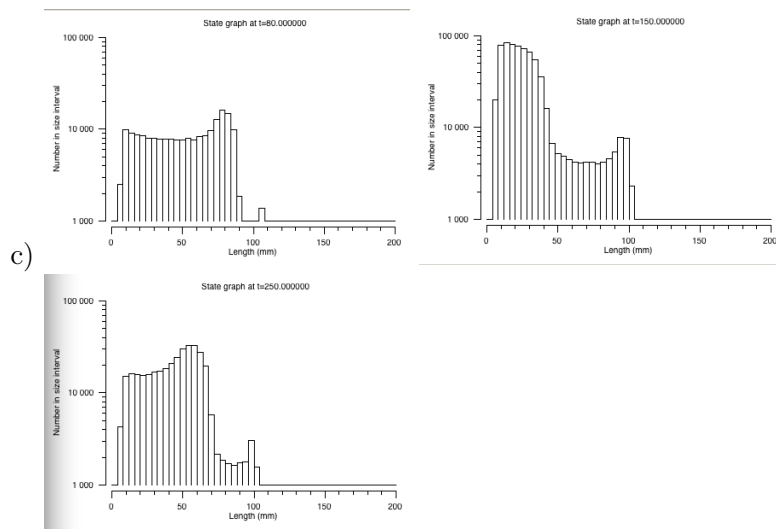 State graph at t=80.000000
100 000
10 000
1 000
Number in size interval
0 50 100 150 200
Length (mm)
State graph at t=150.000000
100 000
10 000
1 000
Number in size interval
0 50 100 150 200
Length (mm)
c)
State graph at t=250.000000
100 000
10 000
1 000
Number in size interval
0 50 100 150 200
Length (mm)